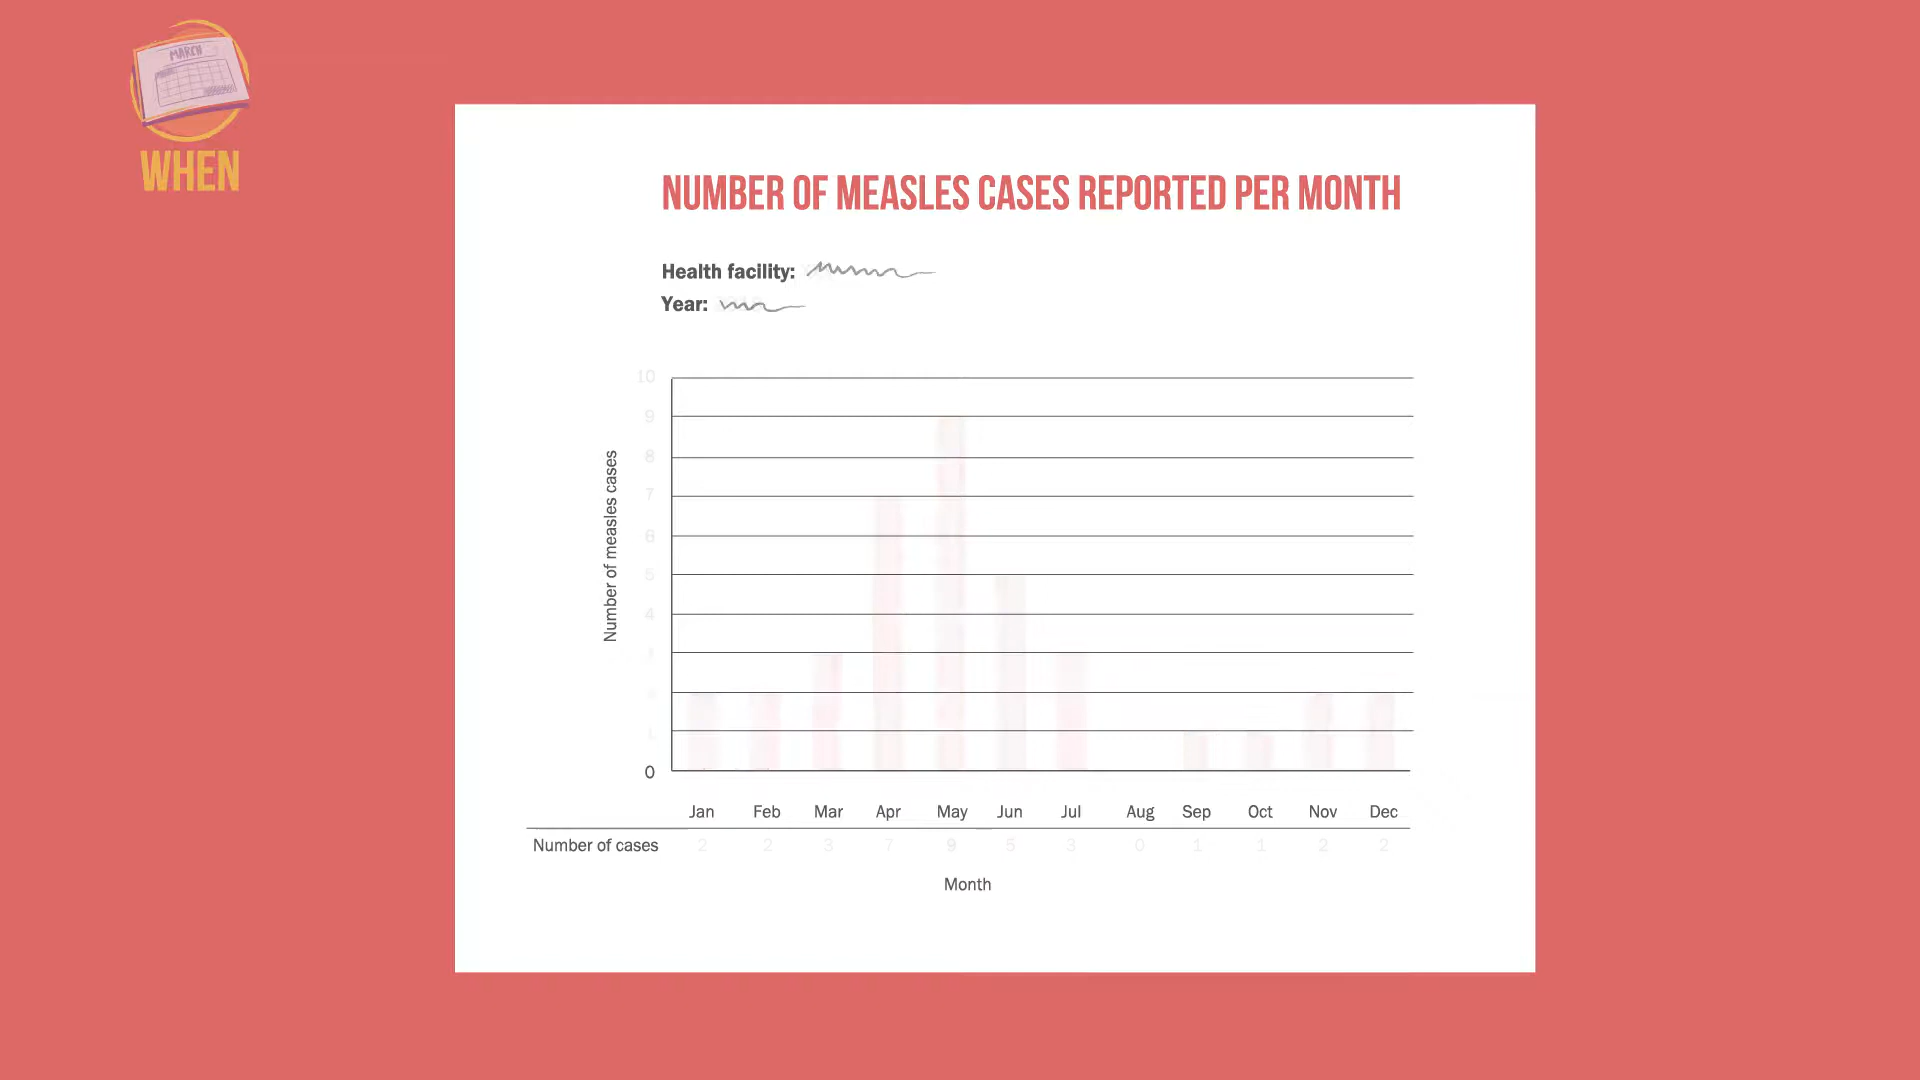 MARCH
WHEN
NUMBER OF MEASLES CASES REPORTED PER MONTH
Health facility:
Year:
Number of measles cases
10
9
8
7
6
5
4
1
0
Jan Feb Mar Apr May Jun Jul Aug Sep Oct Nov Dec
Number of cases 2 2 3 7 9 5 3 0 1 1 2 2
Month